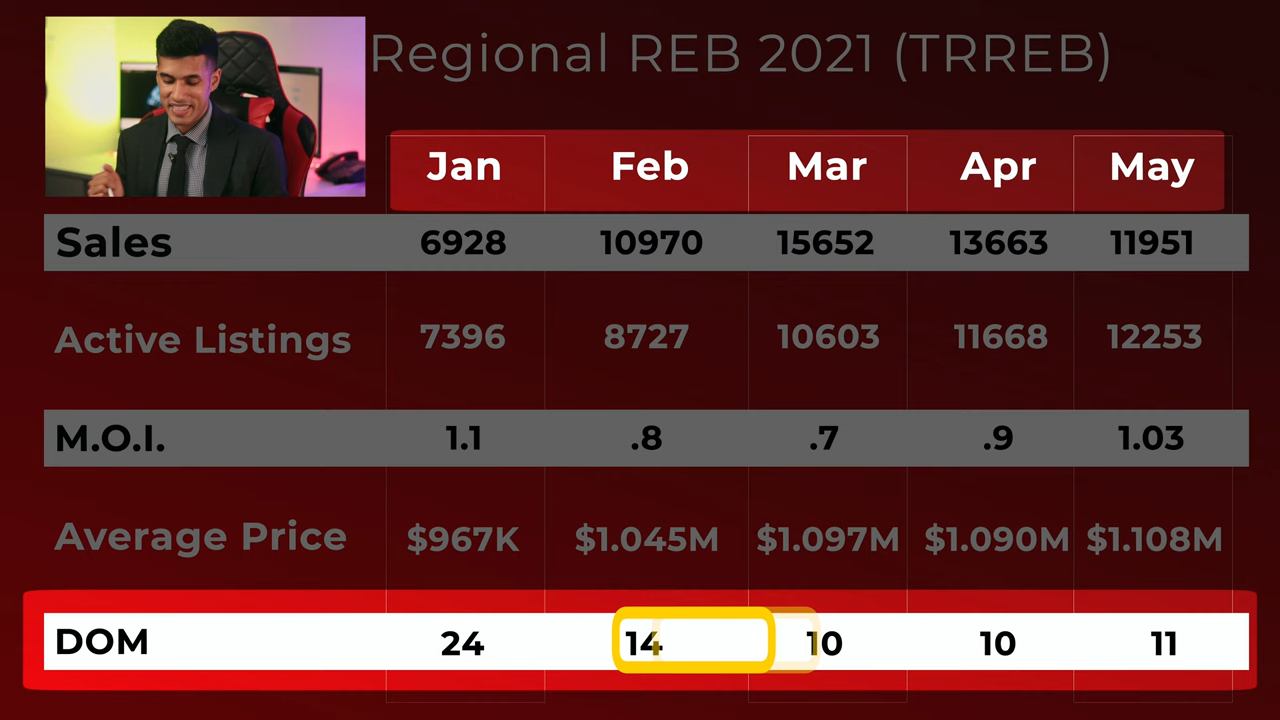 Regional REB 2021 (TRREB)
Jan Feb Mar Apr May
Sales 6928 10970 15652 13663 11951
Active Listings 7396 8727 10603 11668 12253
M.O.I. 1.1 .8 .7 .9 1.03
Average Price $967K $1.045M $1.097M $1.090M $1.108M
DOM 24 14 10 10 11